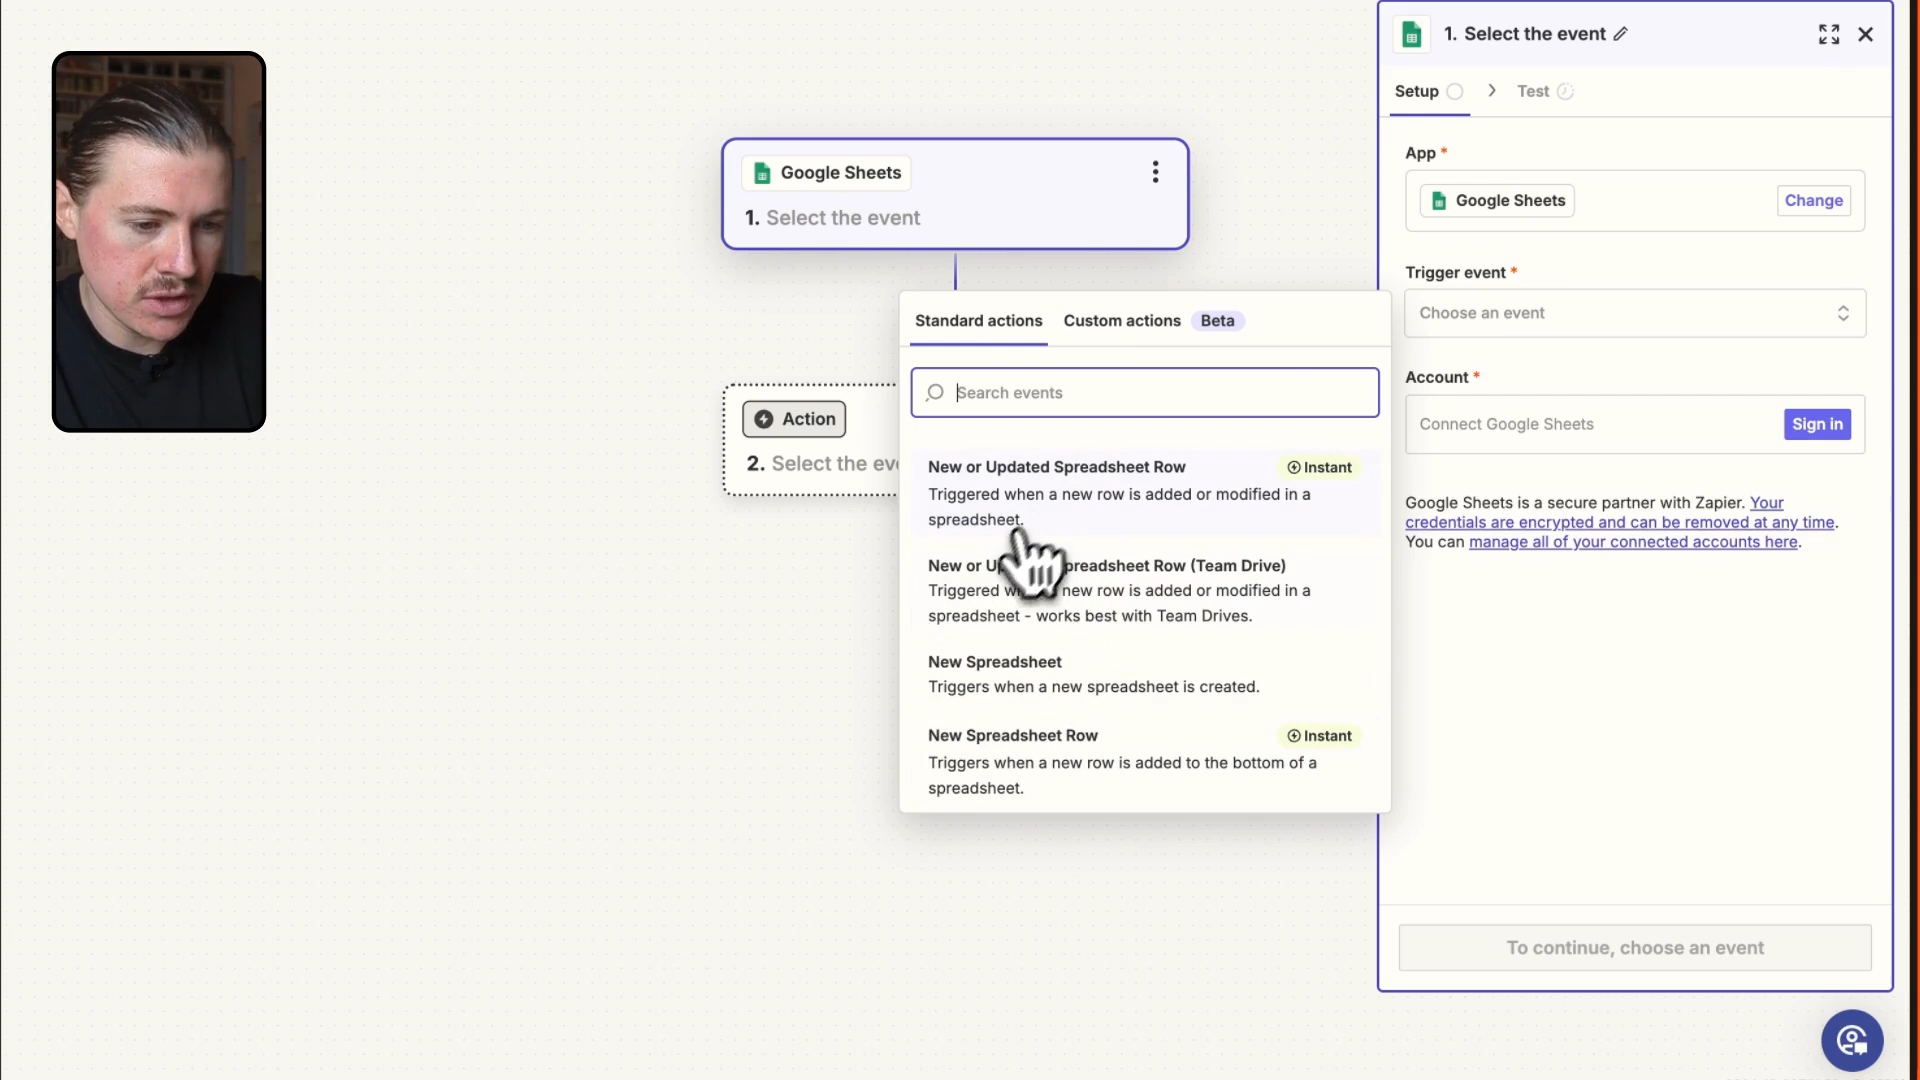 1. Select the event
Setup
Test
App *
Google Sheets
Change
Trigger event *
Choose an event
Account *
Connect Google Sheets
Sign in
Google Sheets is a secure partner with Zapier. Your
credentials are encrypted and can be removed at any time.
You can manage all of your connected accounts here.
To continue, choose an event
Google Sheets
1. Select the event
Action
2. Select the eve
Standard actions
Custom actions
Beta
Search events
New or Updated Spreadsheet Row
Instant
Triggered when a new row is added or modified in a
spreadsheet.
New or Spreadsheet Row (Team Drive)
Triggered new row is added or modified in a
spreadsheet - works best with Team Drives.
New Spreadsheet
Triggers when a new spreadsheet is created.
New Spreadsheet Row
Instant
Triggers when a new row is added to the bottom of a
spreadsheet.